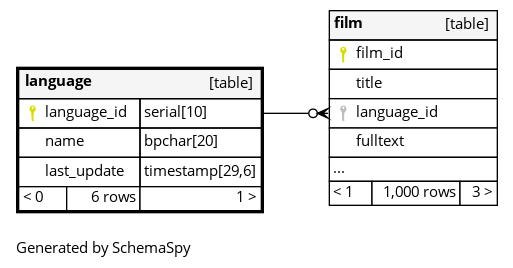 language [table]
language_id serial[10]
name bpchar[20]
last_update timestamp[29,6]
< 0 6 rows 1 >
film [table]
film_id
title
language_id
fulltext
...
< 1 1,000 rows 3 >
Generated by SchemaSpy